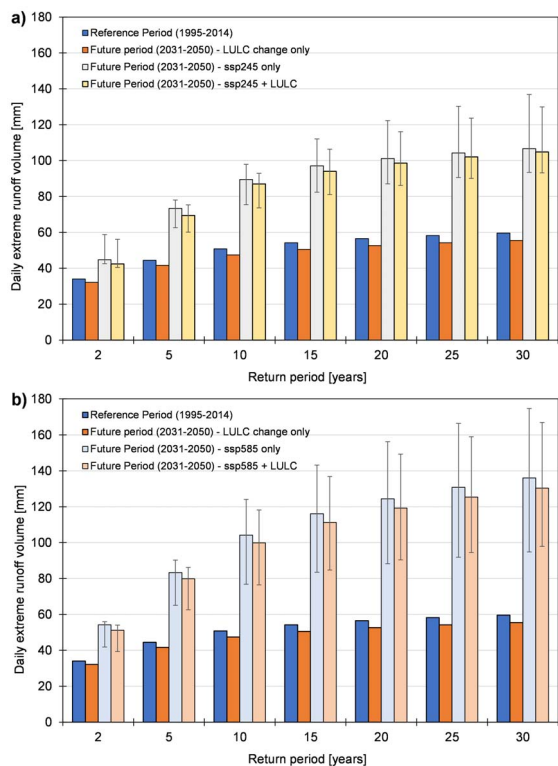 a)
180
160
140
120
100
80
60
40
20
0
Daily extreme runoff volume [mm]
Reference Period (1995-2014)
Future period (2031-2050) - LULC change only
Future Period (2031-2050) - ssp245 only
Future Period (2031-2050) - ssp245 + LULC
2 5 10 15 20 25 30
Return period [years]
b)
180
160
140
120
100
80
60
40
20
0
Daily extreme runoff volume [mm]
Reference Period (1995-2014)
Future period (2031-2050) - LULC change only
Future Period (2031-2050) - ssp585 only
Future Period (2031-2050) - ssp585 + LULC
2 5 10 15 20 25 30
Return period [years]